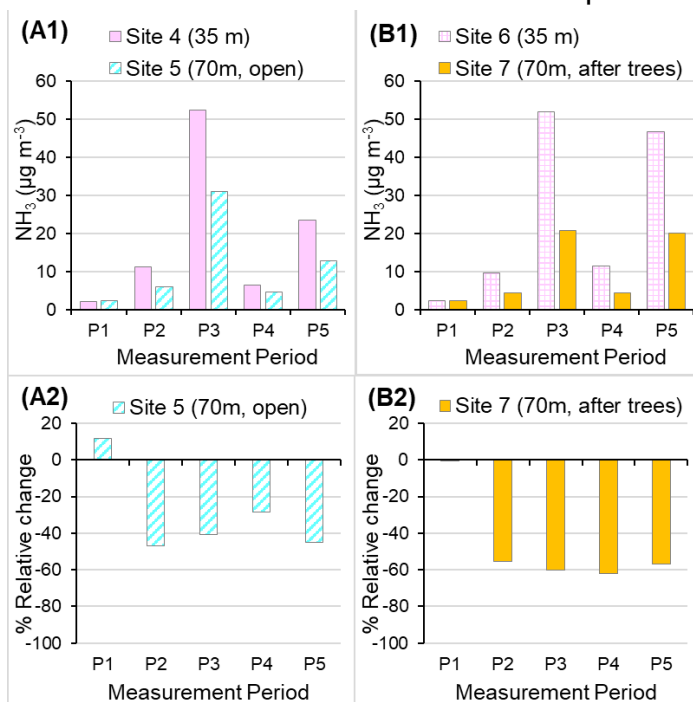 (A1)
Site 4 (35 m)
Site 5 (70m, open)
60
50
40
30
20
10
0
NH₃ (µg m⁻³)
P1 P2 P3 P4 P5
Measurement Period
(B1)
Site 6 (35 m)
Site 7 (70m, after trees)
60
50
40
30
20
10
0
NH₃ (µg m⁻³)
P1 P2 P3 P4 P5
Measurement Period
(A2)
Site 5 (70m, open)
20
0
-20
-40
-60
-80
-100
% Relative change
P1 P2 P3 P4 P5
Measurement Period
(B2)
Site 7 (70m, after trees)
20
0
-20
-40
-60
-80
-100
% Relative change
P1 P2 P3 P4 P5
Measurement Period